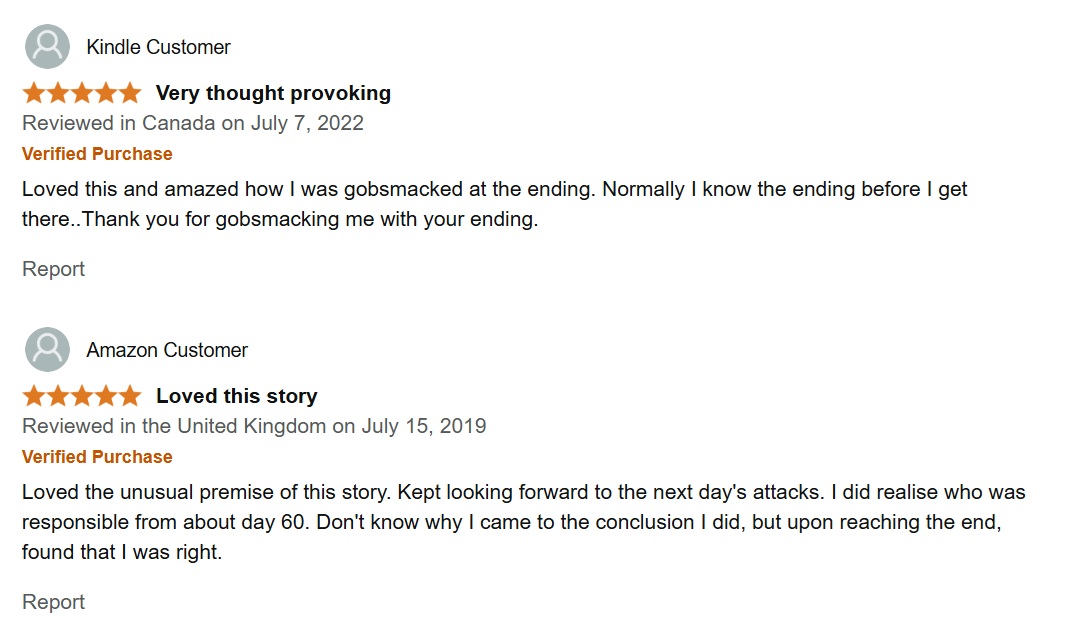 Kindle Customer
Very thought provoking
Reviewed in Canada on July 7, 2022
Verified Purchase
Loved this and amazed how I was gobsmacked at the ending. Normally I know the ending before I get
there..Thank you for gobsmacking me with your ending.
Report
Amazon Customer
Loved this story
Reviewed in the United Kingdom on July 15, 2019
Verified Purchase
Loved the unusual premise of this story. Kept looking forward to the next day's attacks. I did realise who was
responsible from about day 60. Don't know why I came to the conclusion I did, but upon reaching the end,
found that I was right.
Report